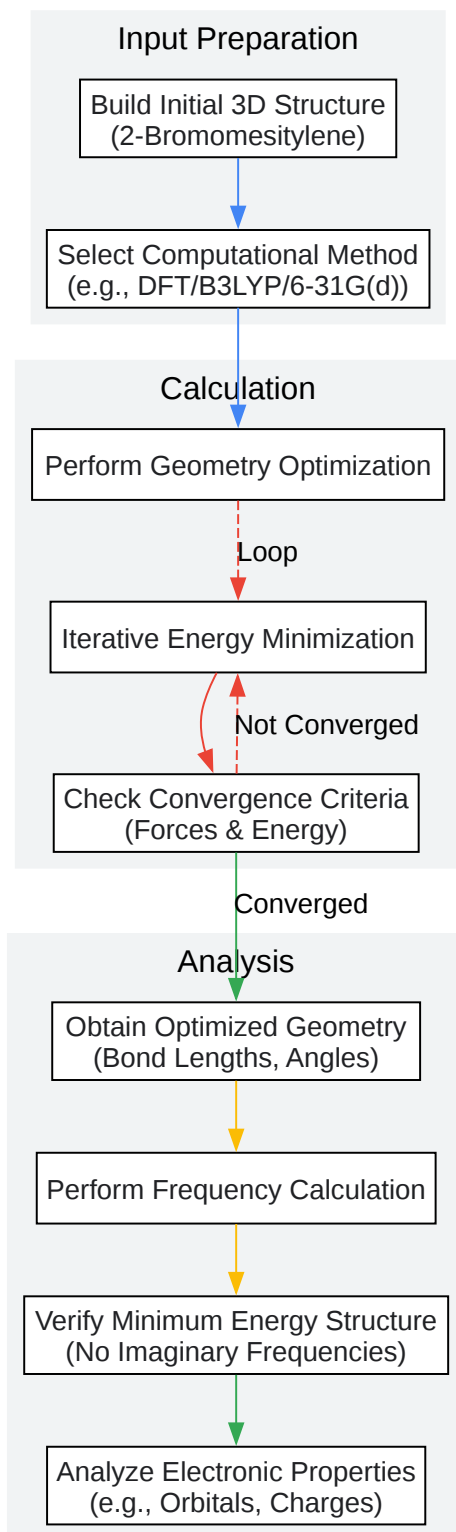 Input Preparation
Build Initial 3D Structure
(2-Bromomesitylene)
Select Computational Method
(e.g., DFT/B3LYP/6-31G(d))
Calculation
Perform Geometry Optimization
Loop
Iterative Energy Minimization
Not Converged
Check Convergence Criteria
(Forces & Energy)
Converged
Analysis
Obtain Optimized Geometry
(Bond Lengths, Angles)
Perform Frequency Calculation
Verify Minimum Energy Structure
(No Imaginary Frequencies)
Analyze Electronic Properties
(e.g., Orbitals, Charges)